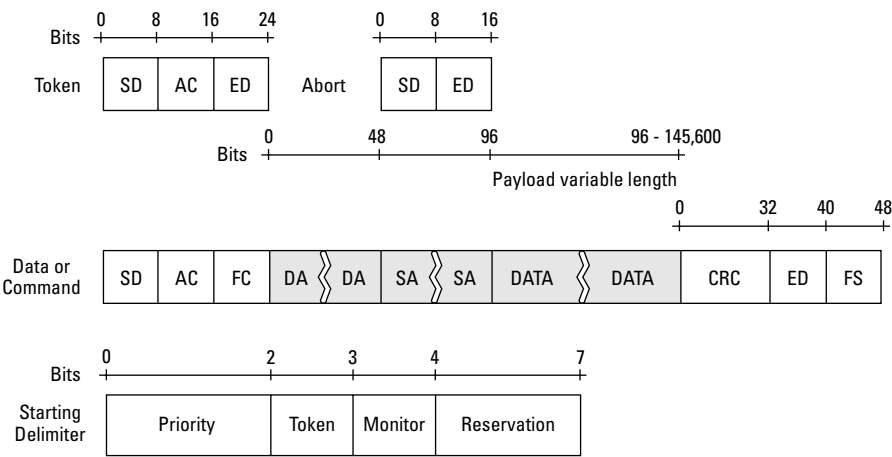 0 8 16 24 0 8 16
Bits
Token SD AC ED Abort SD ED
0 48 96 96 - 145,600
Bits
Payload variable length
0 32 40 48
Data or
Command
SD AC FC DA DA SA SA DATA DATA CRC ED FS
0 2 3 4 7
Bits
Starting
Delimiter
Priority Token Monitor Reservation